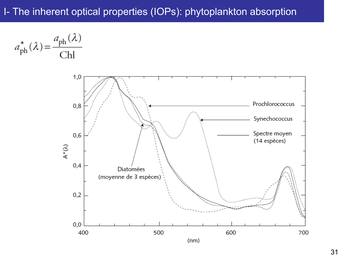 I- The inherent optical properties (IOPs): phytoplankton absorption
a*ph(λ) = aph(λ) / Chl
1,0
0,8
0,6
0,4
0,2
0,0
A*(λ)
Prochlorococcus
Synechococcus
Spectre moyen
(14 espèces)
Diatomées
(moyenne de 3 espèces)
400
500
600
700
(nm)
31